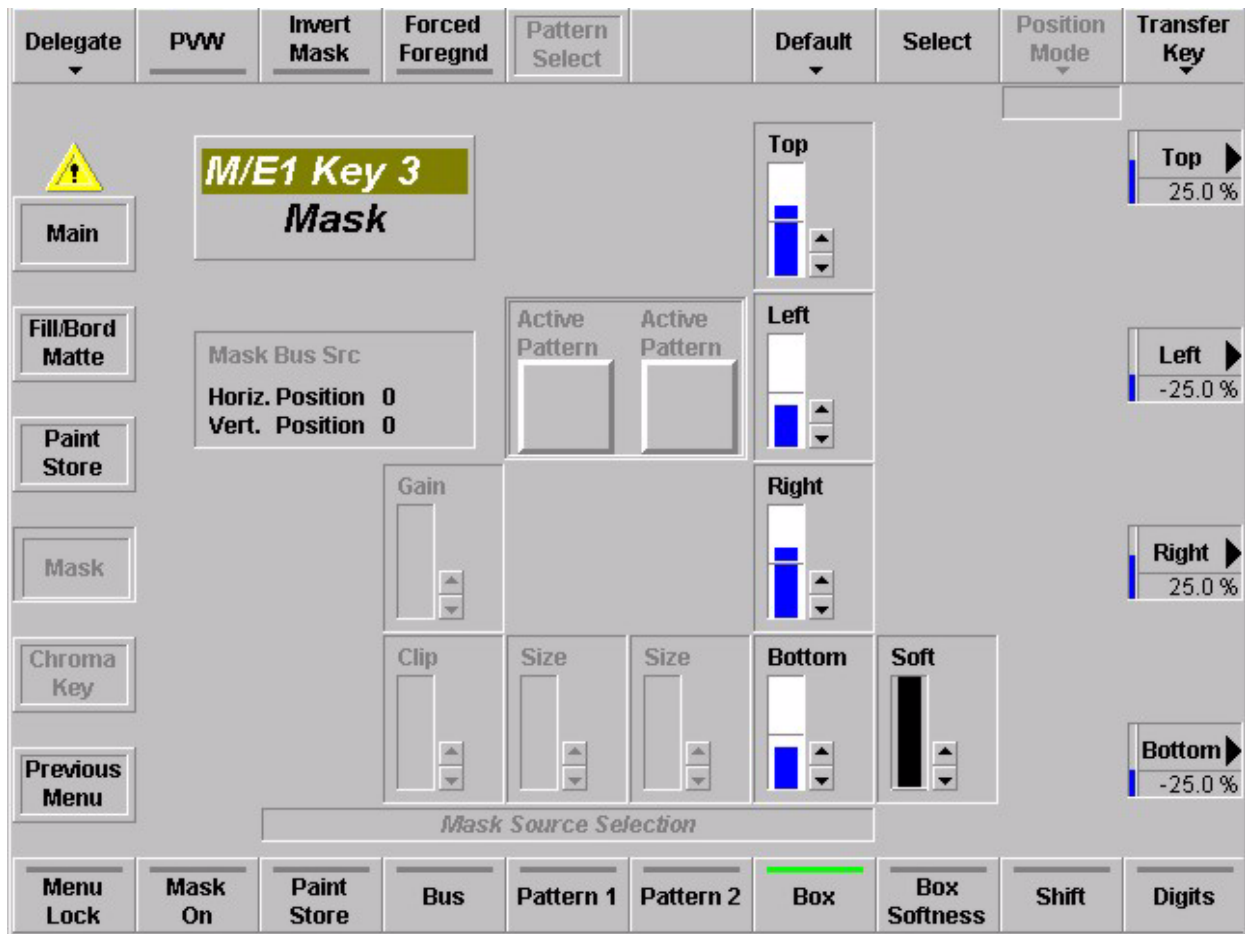 Delegate
PVW
Invert
Mask
Forced
Foregnd
Pattern
Select
Default
Select
Position
Mode
Transfer
Key
Main
M/E1 Key 3
Mask
Top
Top
25.0 %
Fill/Bord
Matte
Mask Bus Src
Horiz. Position 0
Vert. Position 0
Active
Pattern
Active
Pattern
Left
Left
-25.0 %
Paint
Store
Gain
Right
Mask
Right
25.0 %
Chroma
Key
Clip
Size
Size
Bottom
Soft
Previous
Menu
Bottom
-25.0 %
Mask Source Selection
Menu
Lock
Mask
On
Paint
Store
Bus
Pattern 1
Pattern 2
Box
Box
Softness
Shift
Digits